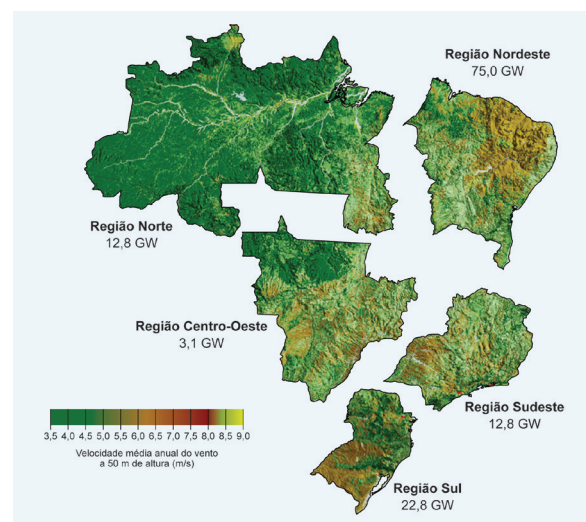 Região Nordeste
75,0 GW
Região Norte
12,8 GW
Região Centro-Oeste
3,1 GW
Região Sudeste
12,8 GW
Região Sul
22,8 GW
3,5 4,0 4,5 5,0 5,5 6,0 6,5 7,0 7,5 8,0 8,5 9,0
Velocidade média anual do vento
a 50 m de altura (m/s)